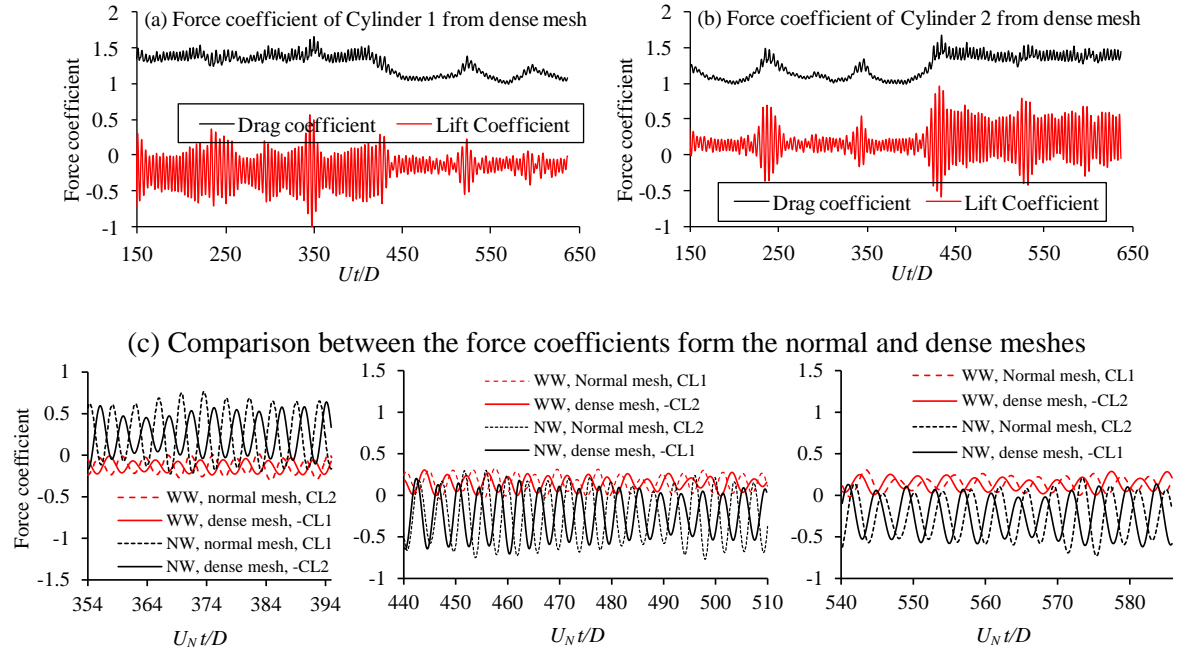 (a) Force coefficient of Cylinder 1 from dense mesh
Force coefficient
2
1.5
1
0.5
0
-0.5
-1
Drag coefficient
Lift Coefficient
150
250
350
450
550
650
Ut/D
(b) Force coefficient of Cylinder 2 from dense mesh
Force coefficient
2
1.5
1
0.5
0
-0.5
-1
Drag coefficient
Lift Coefficient
150
250
350
450
550
650
Ut/D
(c) Comparison between the force coefficients form the normal and dense meshes
Force coefficient
1
0.5
0
-0.5
-1
-1.5
WW, normal mesh, CL2
WW, dense mesh, -CL1
NW, normal mesh, CL1
NW, dense mesh, -CL2
354
364
374
384
394
U_N t/D
1.5
1
0.5
0
-0.5
-1
WW, Normal mesh, CL1
WW, dense mesh, -CL2
NW, Normal mesh, CL2
NW, dense mesh, -CL1
440
450
460
470
480
490
500
510
U_N t/D
1.5
1
0.5
0
-0.5
-1
WW, Normal mesh, CL1
WW, dense mesh, -CL2
NW, Normal mesh, CL2
NW, dense mesh, -CL1
540
550
560
570
580
U_N t/D